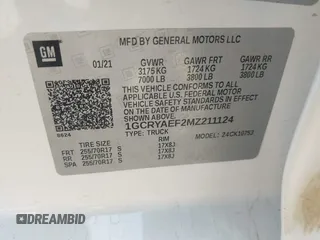 GM
MFD BY GENERAL MOTORS LLC
01/21
GVWR GAWR FRT GAWR RR
3175 KG 1724 KG 1724 KG
7000 LB 3800 LB 3800 LB
THIS VEHICLE CONFORMS TO ALL APPLICABLE
U.S. FEDERAL MOTOR VEHICLE SAFETY
STANDARDS IN EFFECT ON THE DATE OF
MANUFACTURE SHOWN ABOVE.
1GCRYAEF2MZ211124
TYPE: TRUCK
TIRE SIZE RIM
FRT 255/70R17 S 17X8J
RR 255/70R17 S 17X8J
SPA 255/70R17 S 17X8J
©CARBIDHISTORY